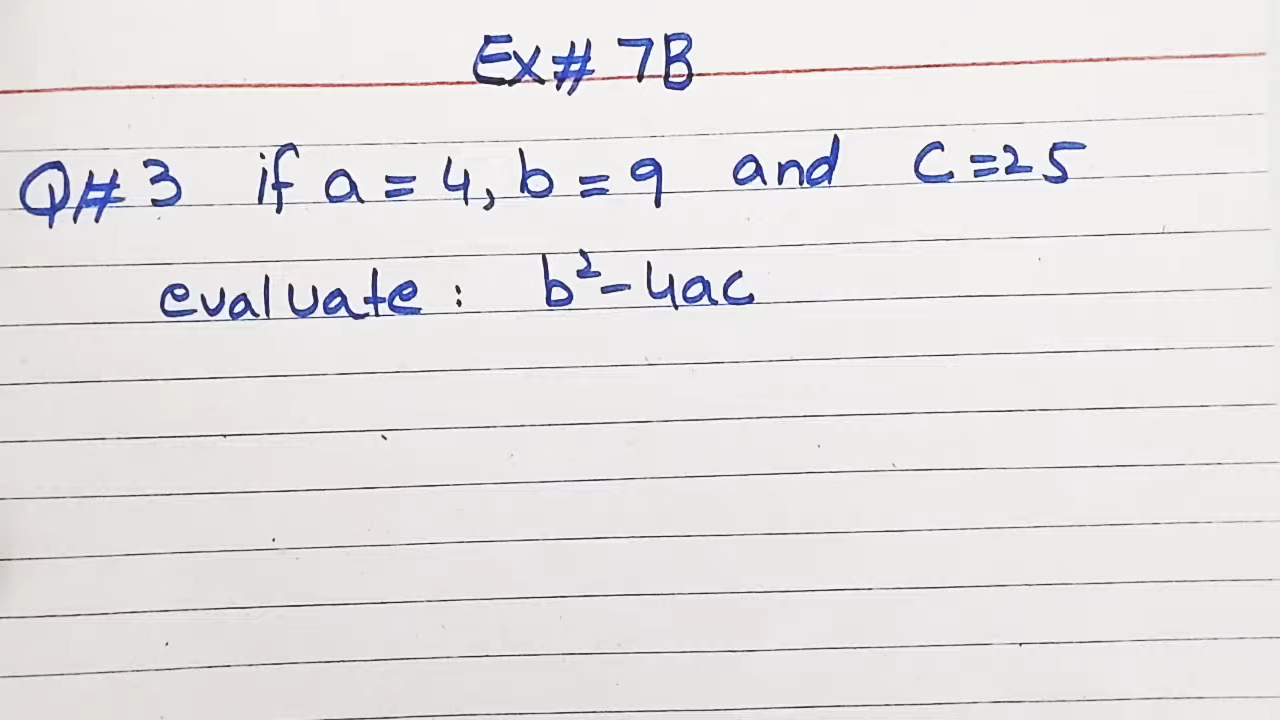 Ex# 7B
Q# 3 if a = 4, b = 9 and c = 25
evaluate : b² - 4ac